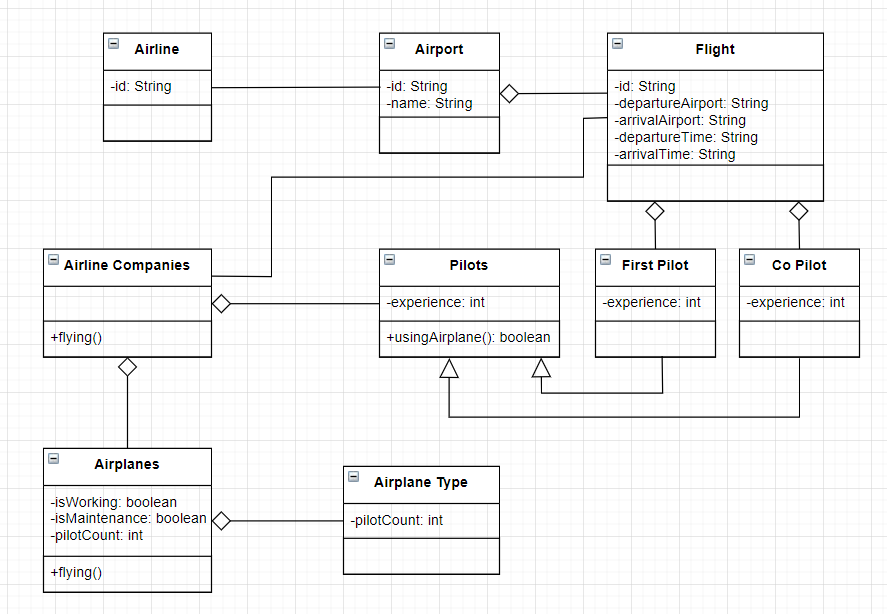 Airline
-id: String
Airport
-id: String
-name: String
Flight
-id: String
-departureAirport: String
-arrivalAirport: String
-departureTime: String
-arrivalTime: String
Airline Companies
+flying()
Pilots
-experience: int
+usingAirplane(): boolean
First Pilot
-experience: int
Co Pilot
-experience: int
Airplanes
-isWorking: boolean
-isMaintenance: boolean
-pilotCount: int
+flying()
Airplane Type
-pilotCount: int